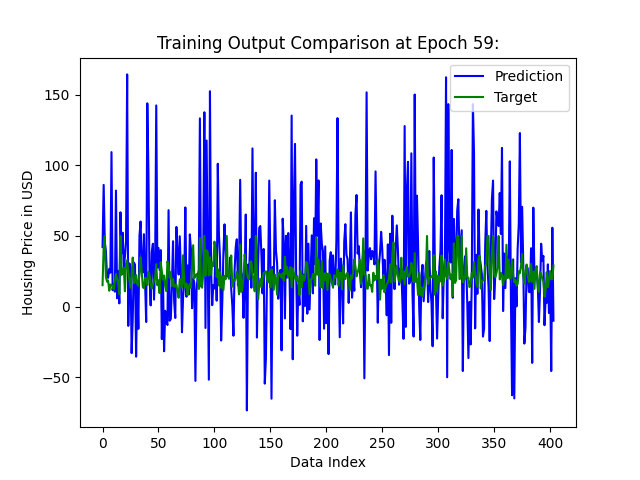 Training Output Comparison at Epoch 59:
Prediction
Target
Housing Price in USD
150
100
50
0
−50
0 50 100 150 200 250 300 350 400
Data Index